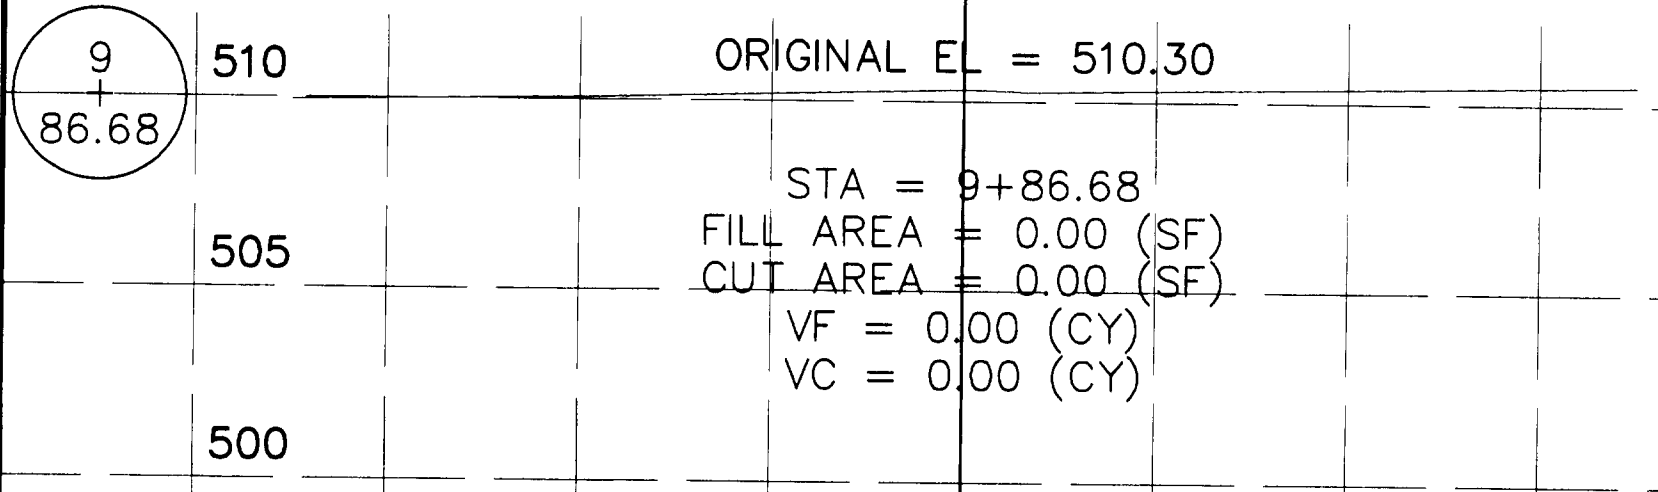 9
+
86.68
510
ORIGINAL EL = 510.30
STA = 9+86.68
FILL AREA = 0.00 (SF)
505
CUT AREA = 0.00 (SF)
VF = 0.00 (CY)
VC = 0.00 (CY)
500